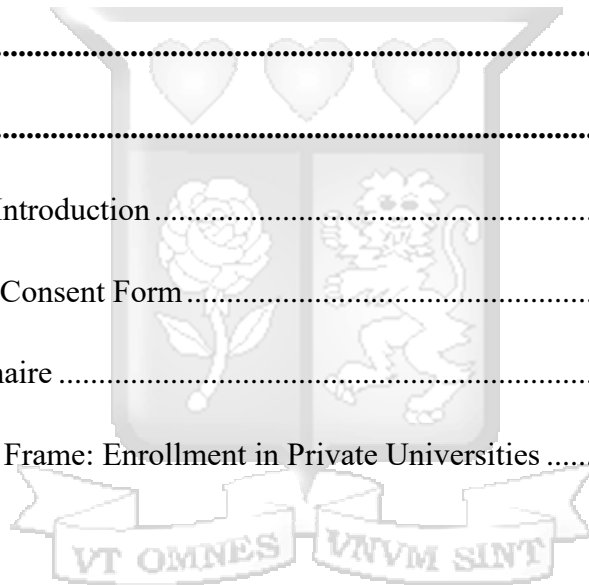 Introduction
Consent Form
naire
Frame: Enrollment in Private Universities
VT OMNES VNVM SINT